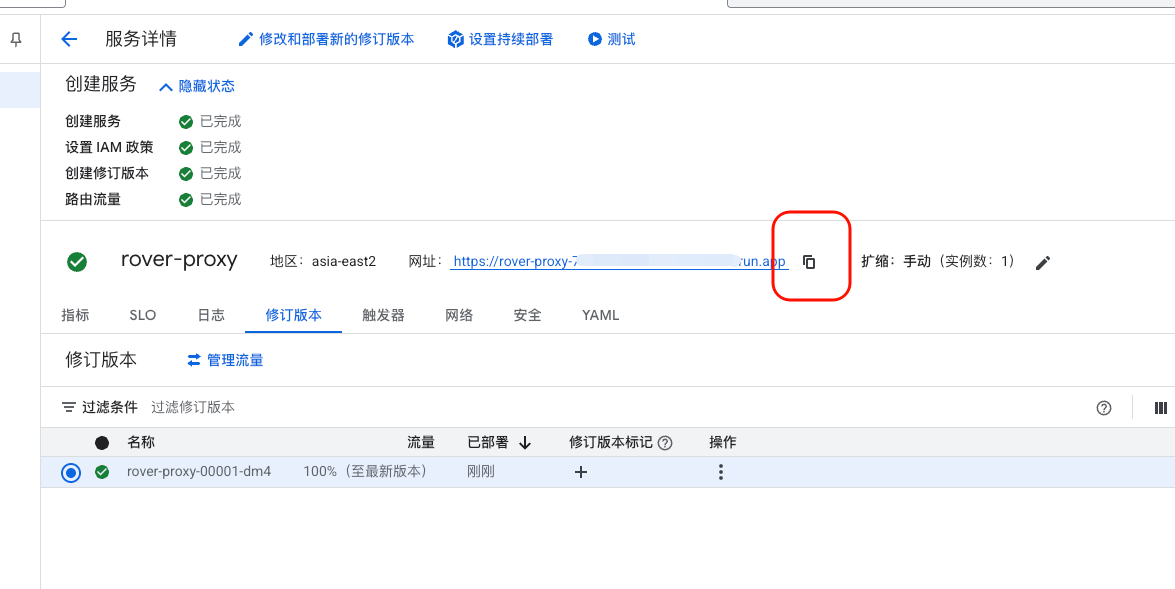 服务详情 修改和部署新的修订版本 设置持续部署 测试
创建服务 隐藏状态
创建服务 已完成
设置 IAM 政策 已完成
创建修订版本 已完成
路由流量 已完成
rover-proxy 地区： asia-east2 网址： https://rover-proxy-7 run.app 扩缩：手动（实例数：1）
指标 SLO 日志 修订版本 触发器 网络 安全 YAML
修订版本 管理流量
过滤条件 过滤修订版本
名称 流量 已部署 修订版本标记 操作
rover-proxy-00001-dm4 100%（至最新版本） 刚刚